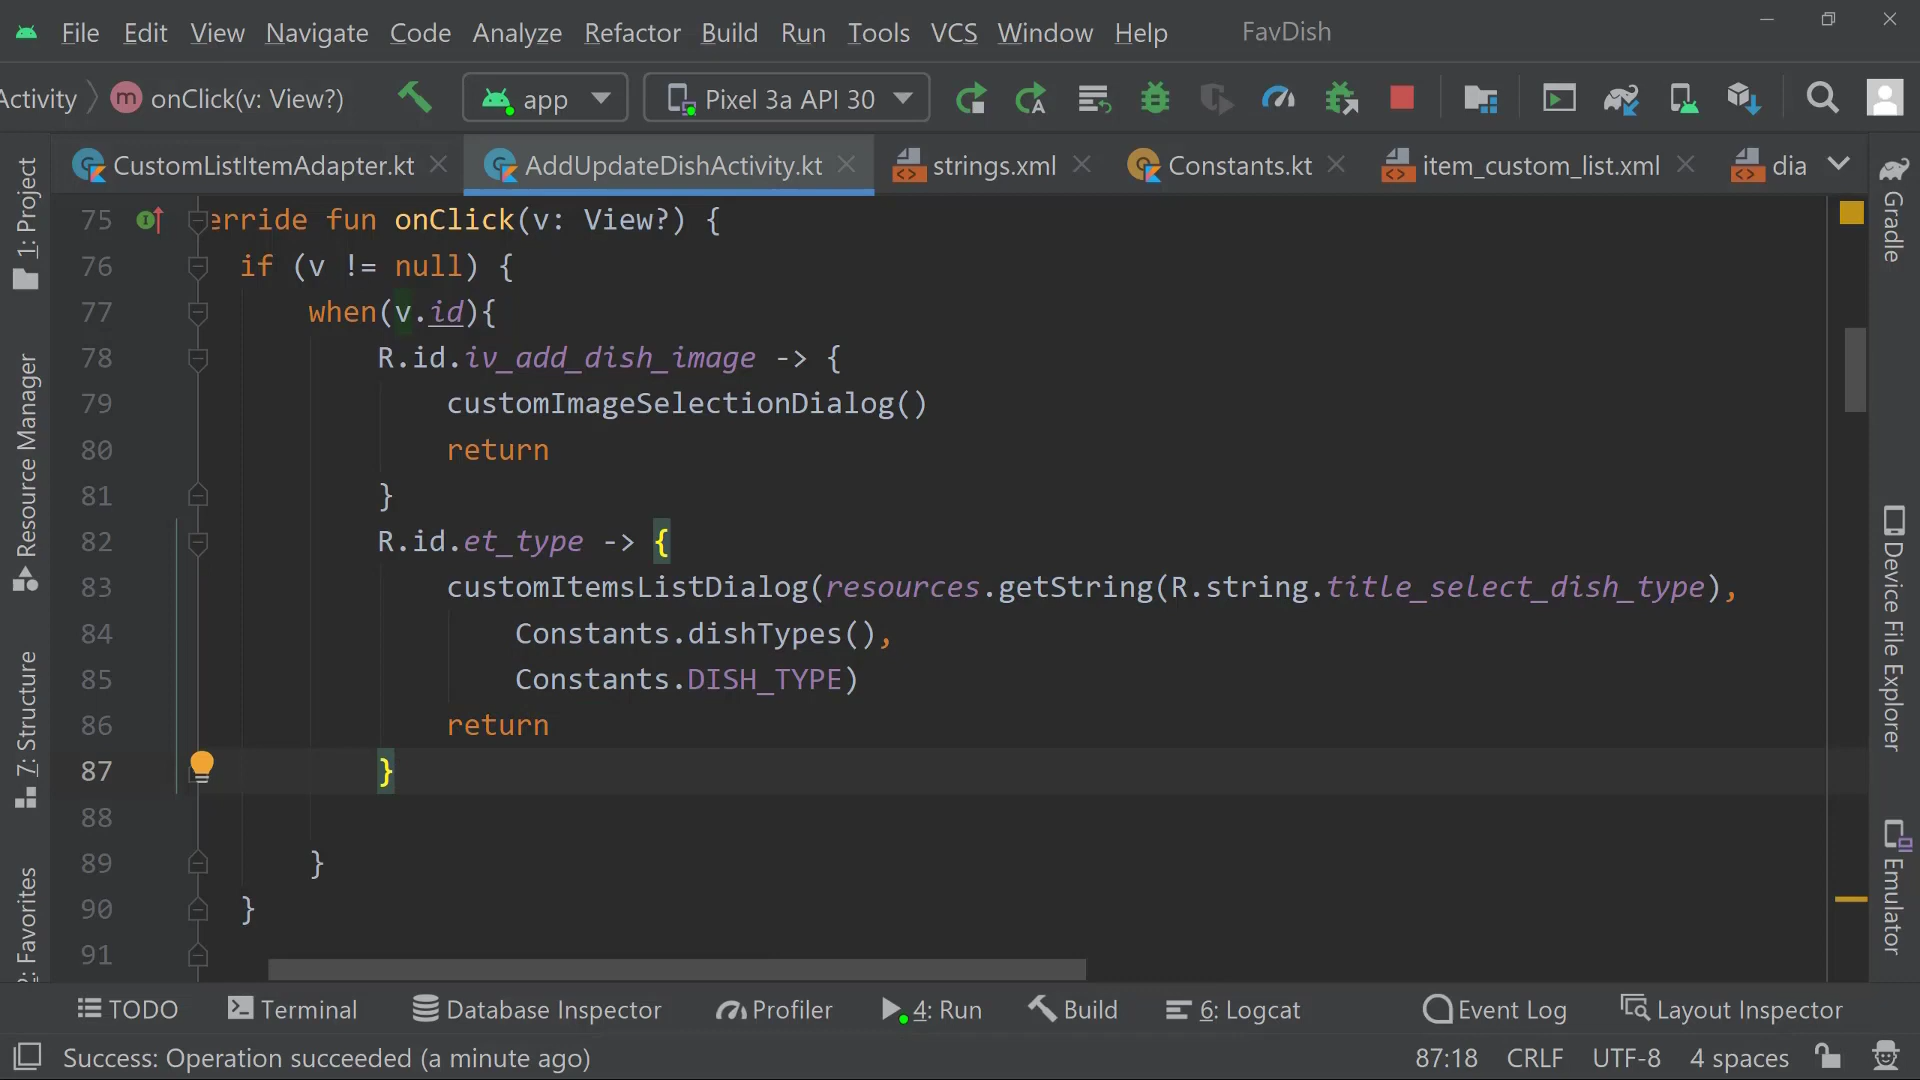 File Edit View Navigate Code Analyze Refactor Build Run Tools VCS Window Help FavDish
Activity m onClick(v: View?) app Pixel 3a API 30
CustomListItemAdapter.kt AddUpdateDishActivity.kt strings.xml Constants.kt item_custom_list.xml dia
1: Project
Resource Manager
7: Structure
2: Favorites
75 erride fun onClick(v: View?) {
76 if (v != null) {
77 when(v.id){
78 R.id.iv_add_dish_image -> {
79 customImageSelectionDialog()
80 return
81 }
82 R.id.et_type -> {
83 customItemsListDialog(resources.getString(R.string.title_select_dish_type),
84 Constants.dishTypes(),
85 Constants.DISH_TYPE)
86 return
87 }
88
89 }
90 }
91
Gradle
Device File Explorer
Emulator
TODO Terminal Database Inspector Profiler 4: Run Build 6: Logcat Event Log Layout Inspector
Success: Operation succeeded (a minute ago) 87:18 CRLF UTF-8 4 spaces